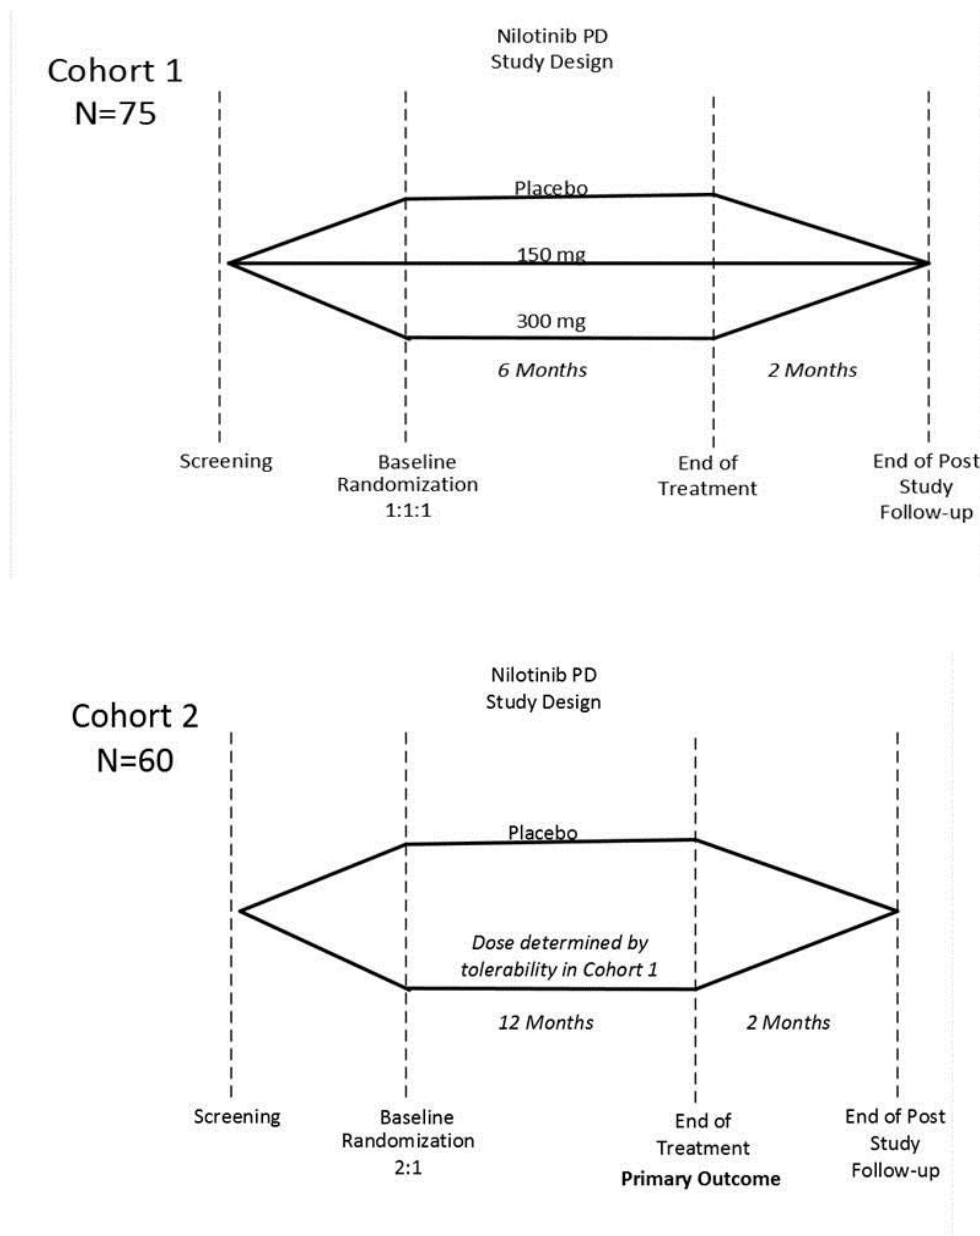 Nilotinib PD
Study Design
Cohort 1
N=75
Placebo
150 mg
300 mg
6 Months
2 Months
Screening
Baseline
Randomization
1:1:1
End of
Treatment
End of Post
Study
Follow-up
Nilotinib PD
Study Design
Cohort 2
N=60
Placebo
Dose determined by
tolerability in Cohort 1
12 Months
2 Months
Screening
Baseline
Randomization
2:1
End of
Treatment
Primary Outcome
End of Post
Study
Follow-up